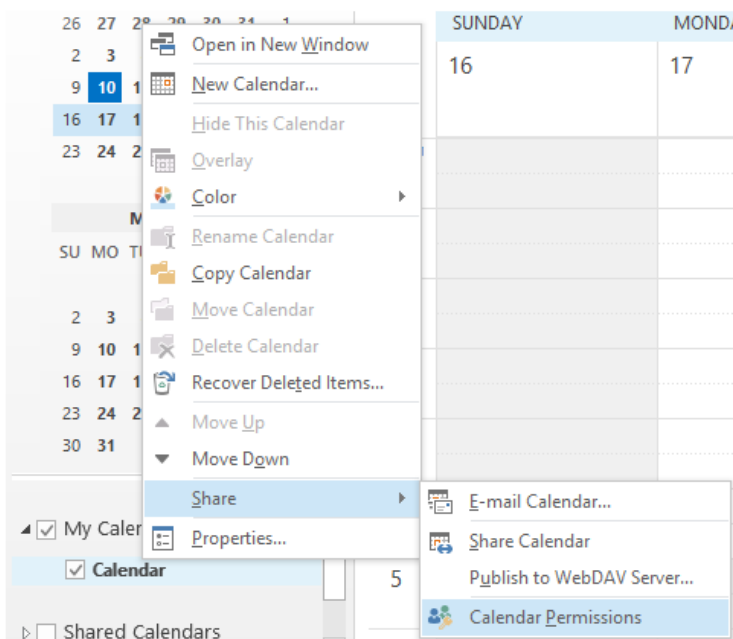 26 27 28 29 30 31 1
2 3
9 10 1
16 17 1
23 24 2
M
SU MO TU
2 3
9 10 1
16 17 1
23 24 2
30 31
My Caler
Calendar
Shared Calendars
Open in New Window
New Calendar...
Hide This Calendar
Overlay
Color
Rename Calendar
Copy Calendar
Move Calendar
Delete Calendar
Recover Deleted Items...
Move Up
Move Down
Share
Properties...
E-mail Calendar...
Share Calendar
Publish to WebDAV Server...
Calendar Permissions
SUNDAY MONDA
16 17
5